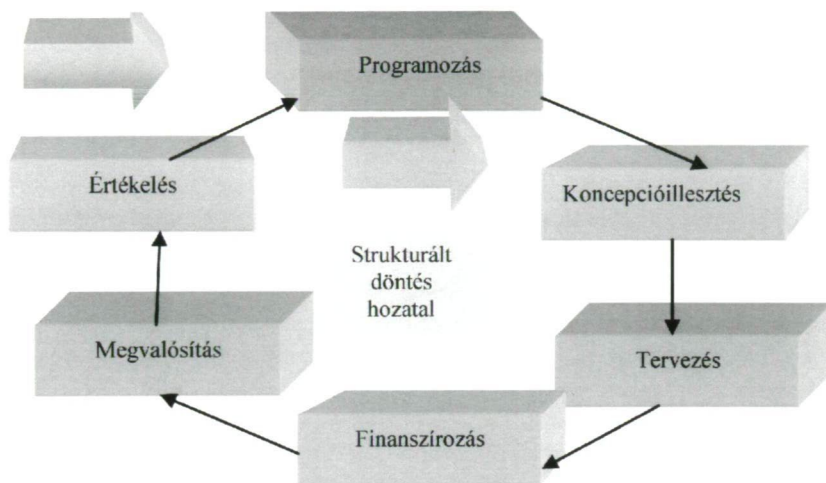 Programozás
Értékelés
Koncepcióillesztés
Strukturált
döntés
hozatal
Megvalósítás
Tervezés
Finanszírozás